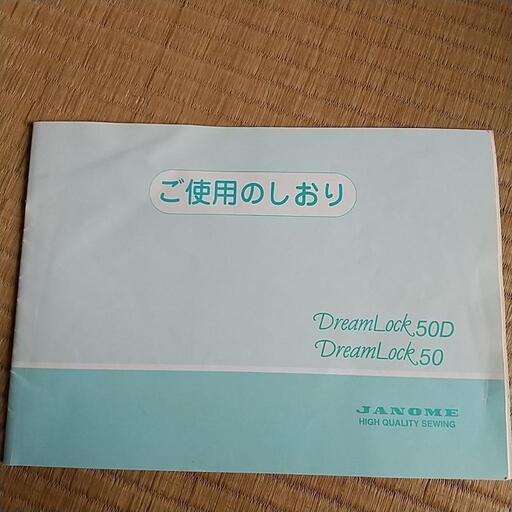 ご使用のしおり
DreamLock 50D
DreamLock 50
JANOME
HIGH QUALITY SEWING